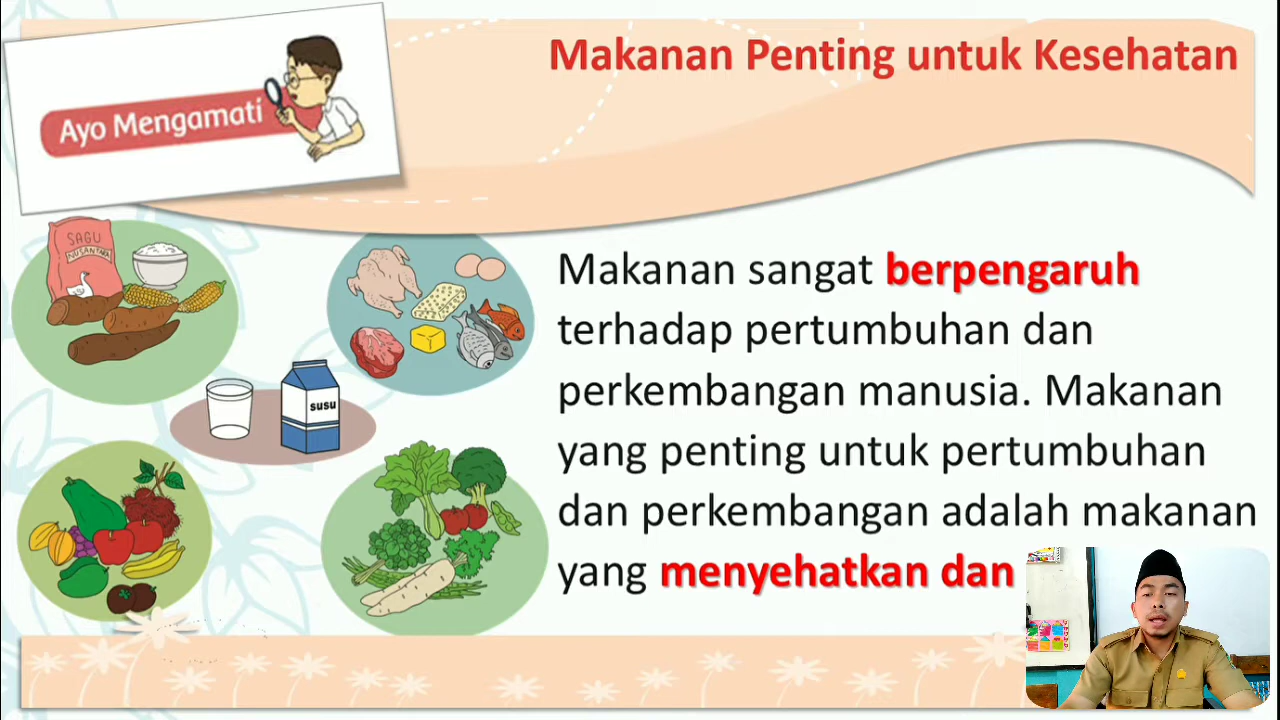 Makanan Penting untuk Kesehatan
Ayo Mengamati
SAGU
NUSANTARA
susu
Makanan sangat berpengaruh
terhadap pertumbuhan dan
perkembangan manusia. Makanan
yang penting untuk pertumbuhan
dan perkembangan adalah makanan
yang menyehatkan dan